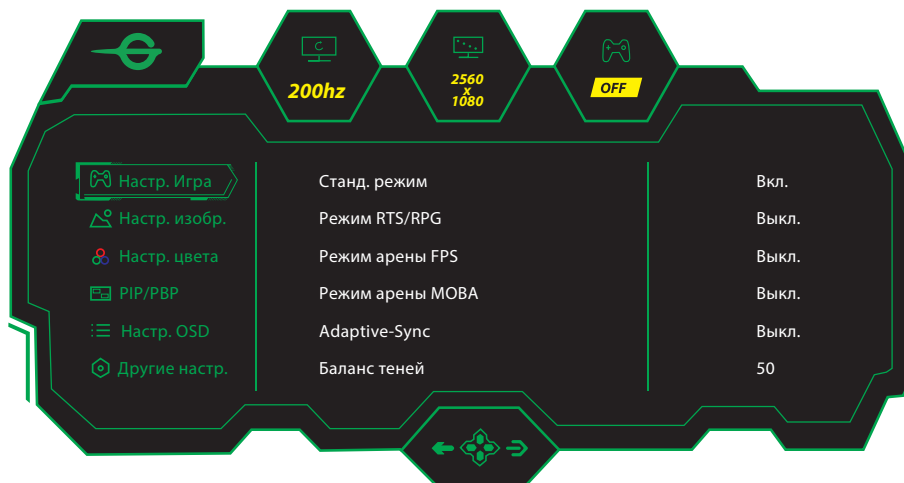 200hz
2560
x
1080
OFF
Настр. Игра
Станд. режим
Вкл.
Настр. изобр.
Режим RTS/RPG
Выкл.
Настр. цвета
Режим арены FPS
Выкл.
PIP/PBP
Режим арены MOBA
Выкл.
Настр. OSD
Adaptive-Sync
Выкл.
Другие настр.
Баланс теней
50